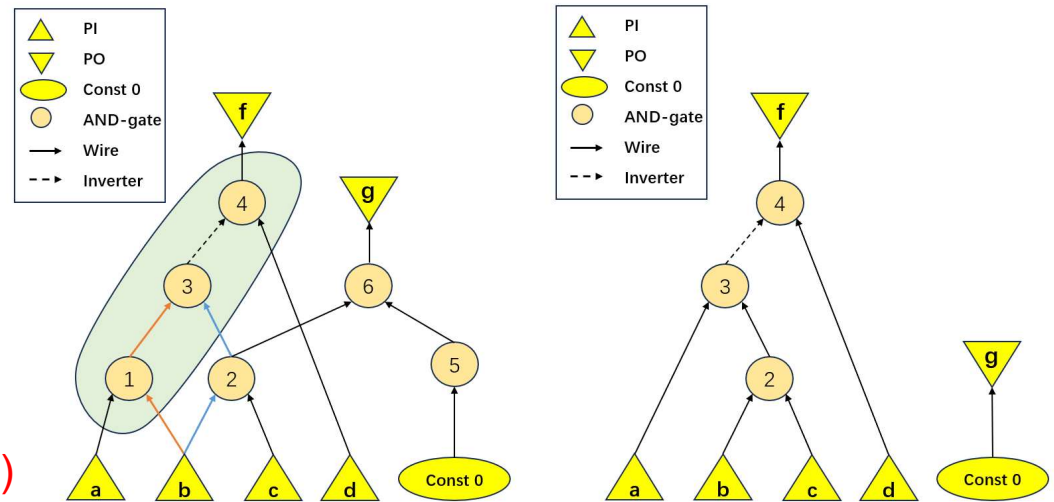 PI
PO
Const 0
AND-gate
Wire
Inverter
f
4
g
3
6
1
2
5
a
b
c
d
Const 0
)
PI
PO
Const 0
AND-gate
Wire
Inverter
f
4
3
g
2
a
b
c
d
Const 0